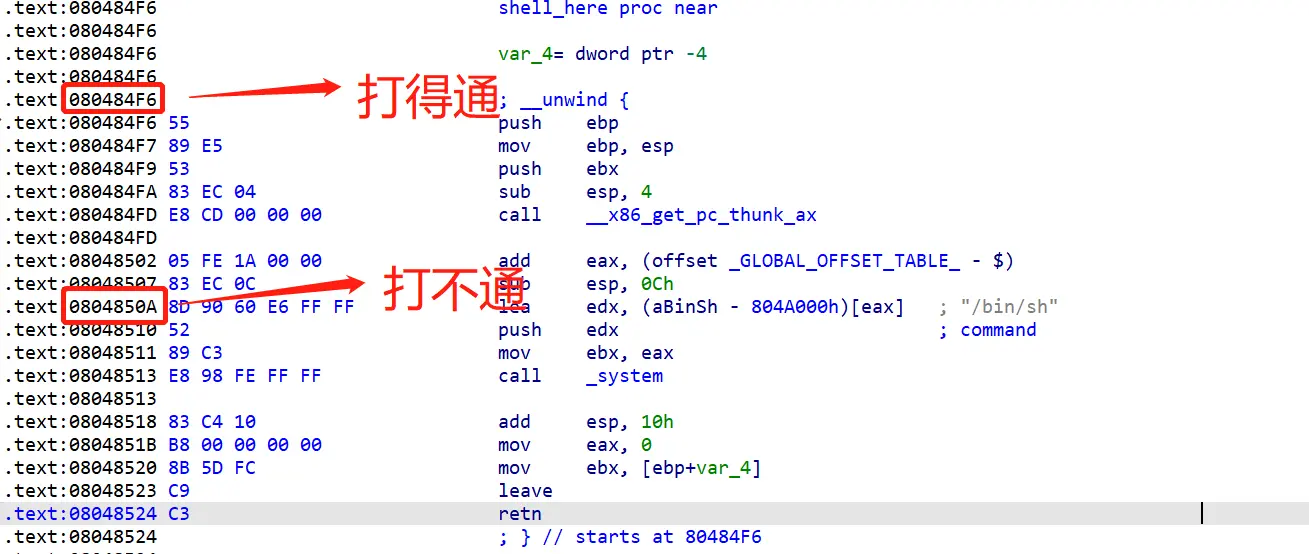 .text:080484F6 shell_here proc near
.text:080484F6
.text:080484F6 var_4= dword ptr -4
.text:080484F6
.text:080484F6 打得通 ; __unwind {
.text:080484F6 55 push ebp
.text:080484F7 89 E5 mov ebp, esp
.text:080484F9 53 push ebx
.text:080484FA 83 EC 04 sub esp, 4
.text:080484FD E8 CD 00 00 00 call __x86_get_pc_thunk_ax
.text:080484FD
.text:08048502 05 FE 1A 00 00 add eax, (offset _GLOBAL_OFFSET_TABLE_ - $)
.text:08048507 83 EC 0C 打不通 sub esp, 0Ch
.text:0804850A 8D 90 60 E6 FF FF lea edx, (aBinSh - 804A000h)[eax] ; "/bin/sh"
.text:08048510 52 push edx ; command
.text:08048511 89 C3 mov ebx, eax
.text:08048513 E8 98 FE FF FF call _system
.text:08048513
.text:08048518 83 C4 10 add esp, 10h
.text:0804851B B8 00 00 00 00 mov eax, 0
.text:08048520 8B 5D FC mov ebx, [ebp+var_4]
.text:08048523 C9 leave
.text:08048524 C3 retn
.text:08048524 ; } // starts at 80484F6